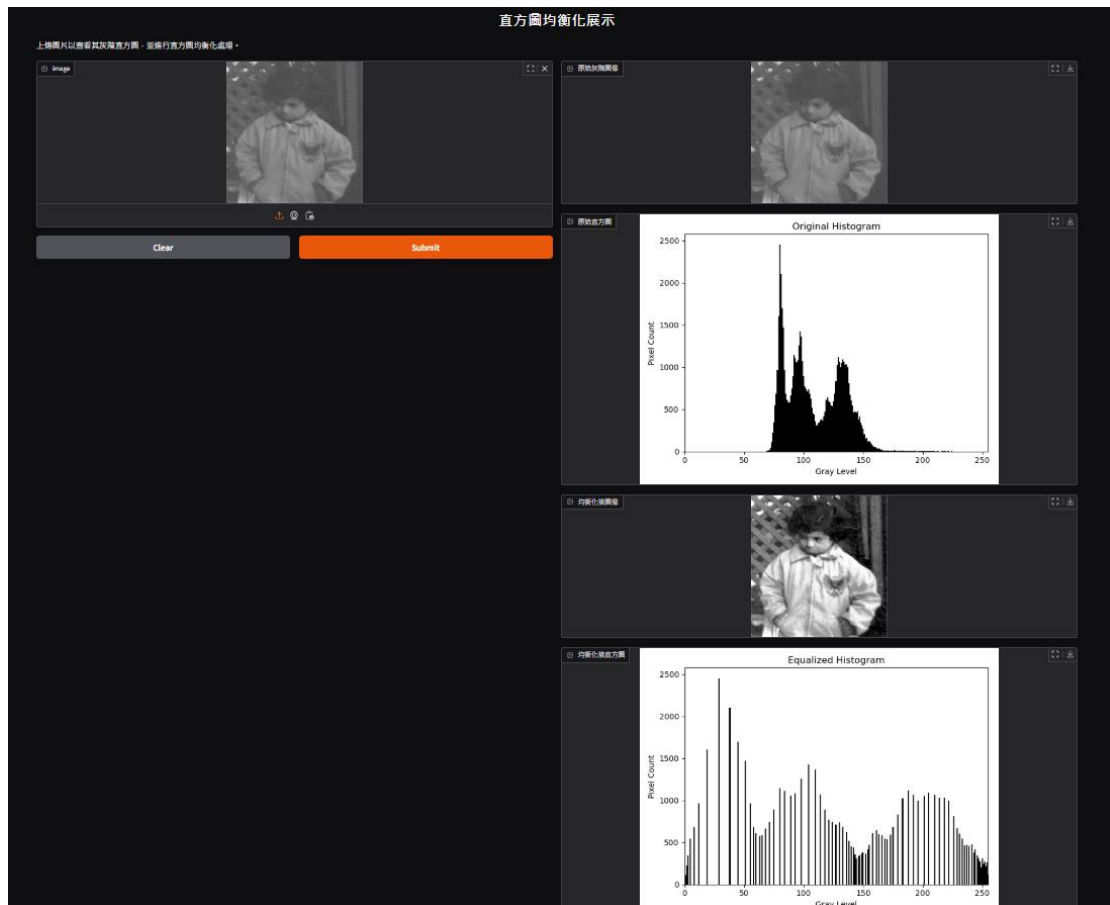 直方圖均衡化展示
上傳圖片以查看其灰階直方圖，並進行直方圖均衡化處理。
image
Clear
Submit
原始灰階圖像
原始直方圖
Original Histogram
Pixel Count
2500
2000
1500
1000
500
0
0 50 100 150 200 250
Gray Level
均衡化後圖像
均衡化後直方圖
Equalized Histogram
Pixel Count
2500
2000
1500
1000
500
0
0 50 100 150 200 250
Gray Level